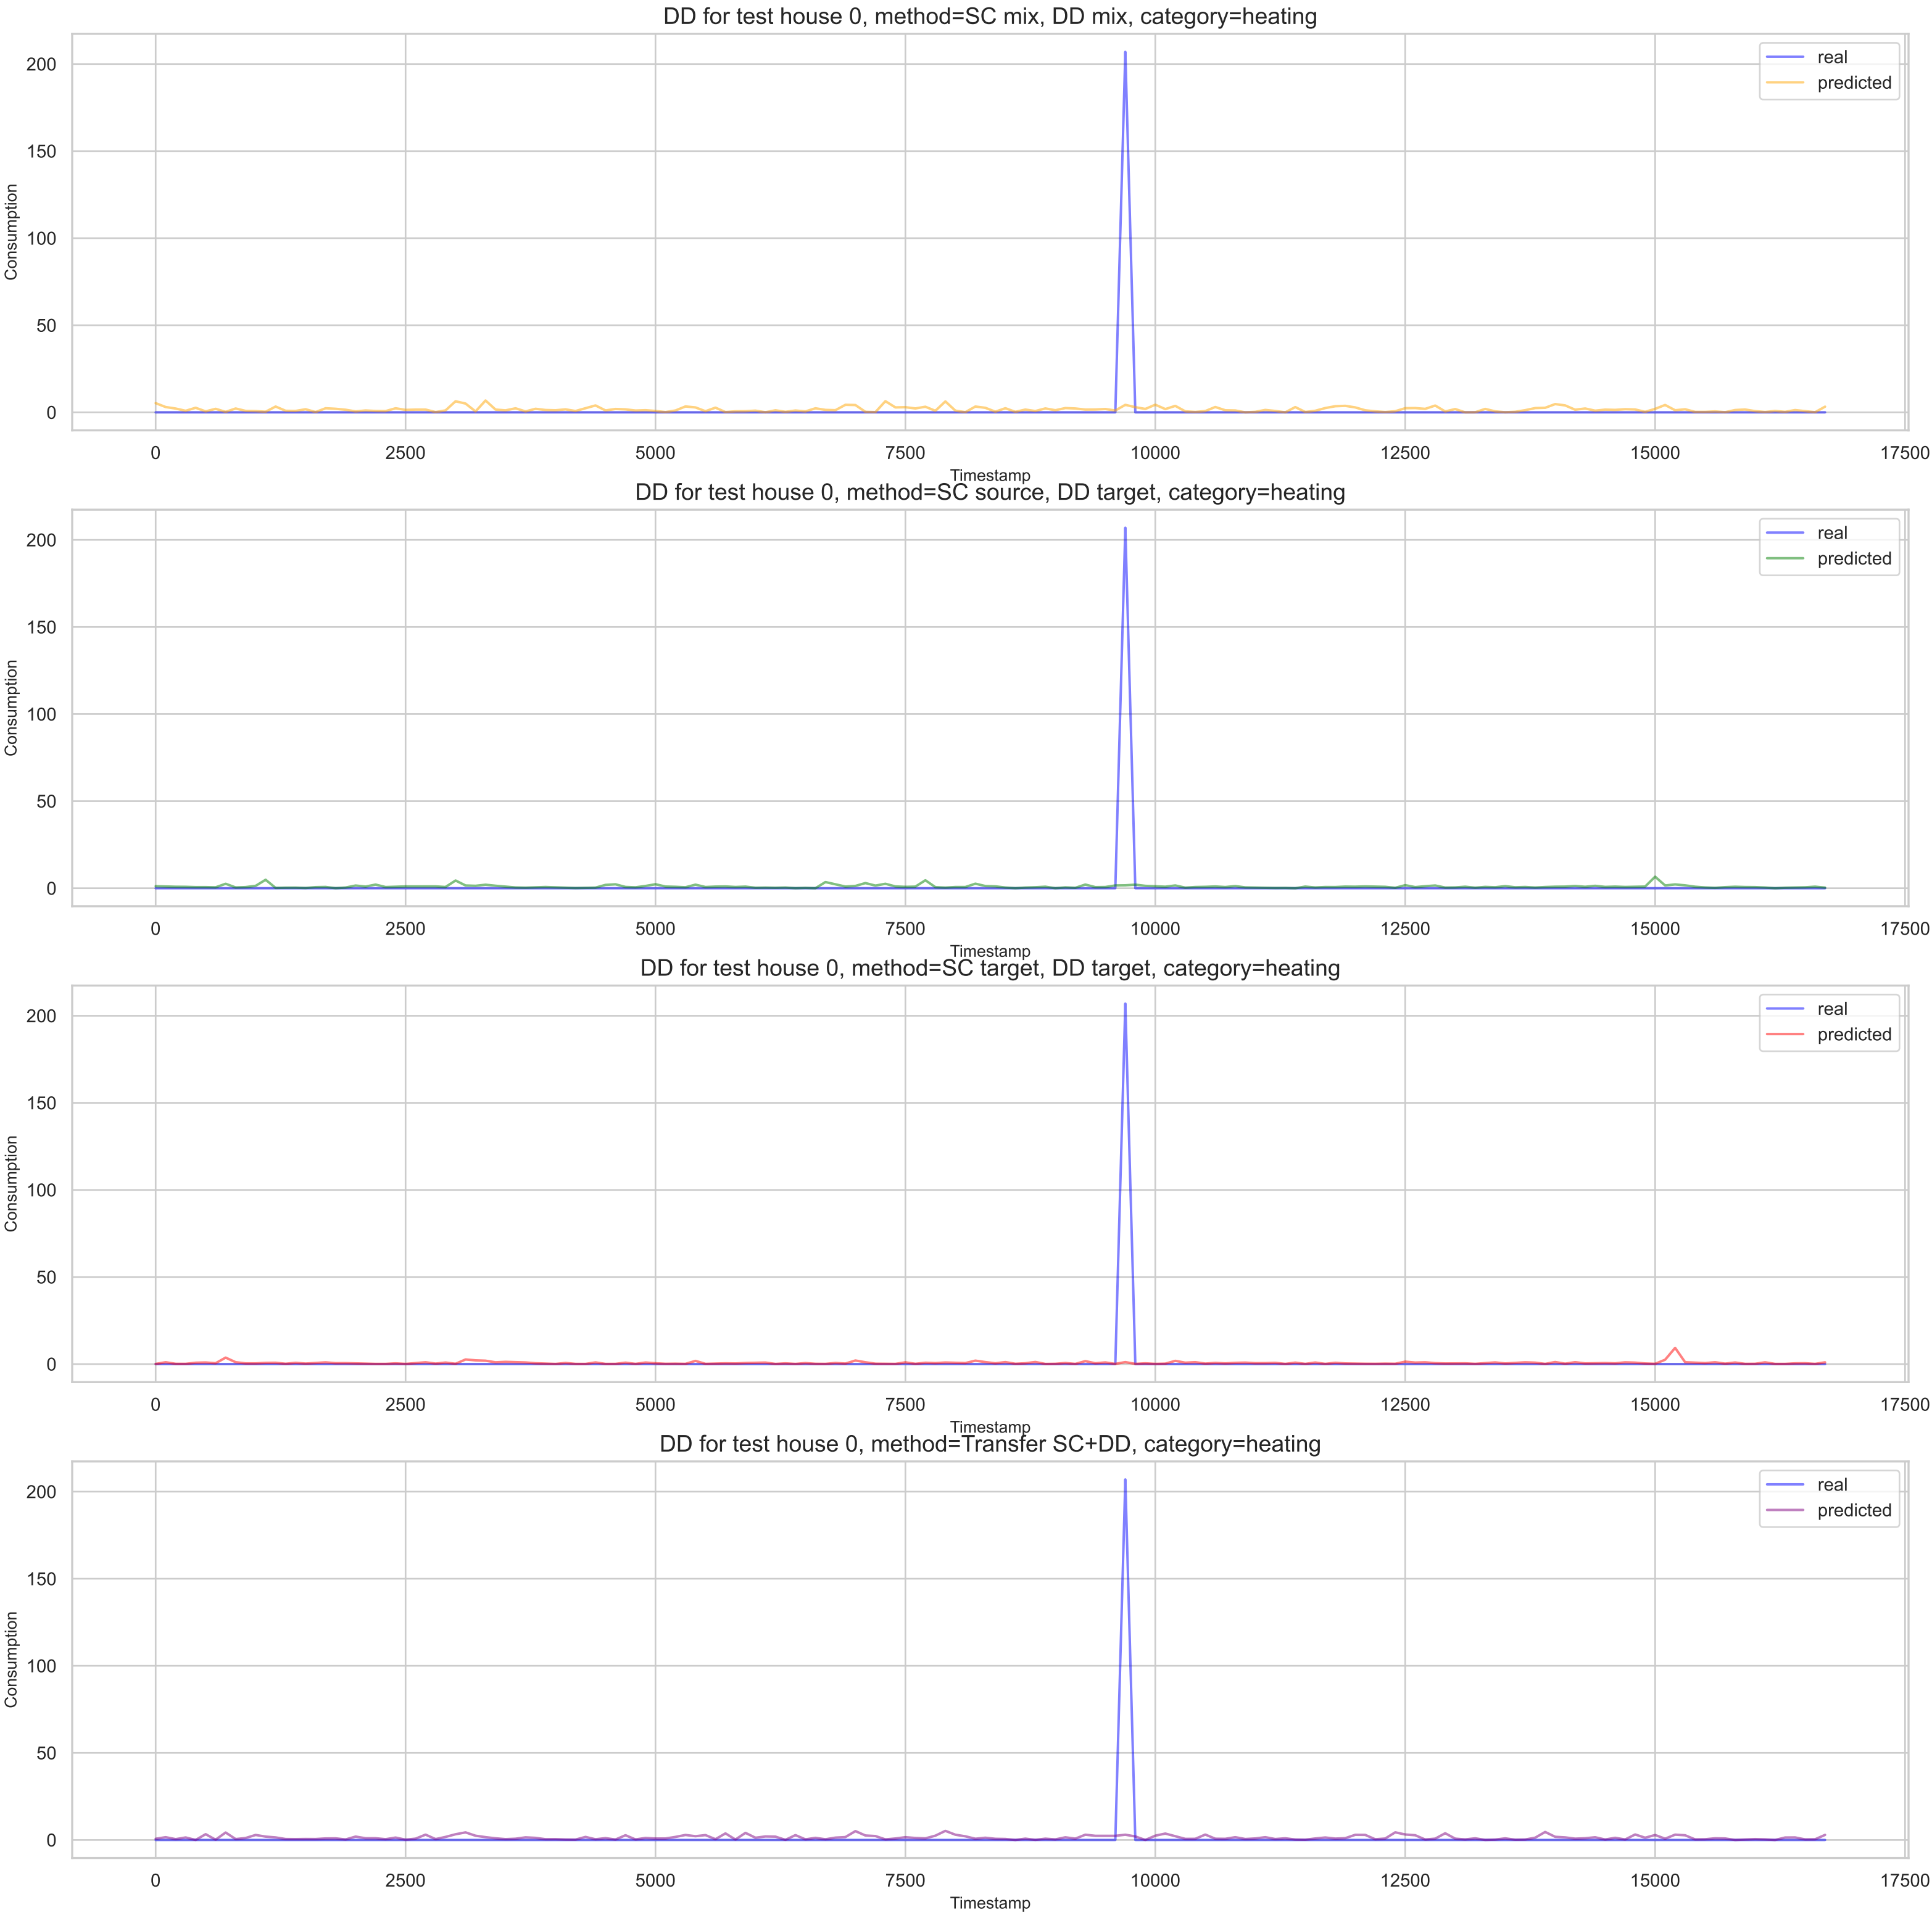 DD for test house 0, method=SC mix, DD mix, category=heating
real
predicted
200
150
100
50
0
Consumption
0 2500 5000 7500 10000 12500 15000 17500
Timestamp
DD for test house 0, method=SC source, DD target, category=heating
real
predicted
200
150
100
50
0
Consumption
0 2500 5000 7500 10000 12500 15000 17500
Timestamp
DD for test house 0, method=SC target, DD target, category=heating
real
predicted
200
150
100
50
0
Consumption
0 2500 5000 7500 10000 12500 15000 17500
Timestamp
DD for test house 0, method=Transfer SC+DD, category=heating
real
predicted
200
150
100
50
0
Consumption
0 2500 5000 7500 10000 12500 15000 17500
Timestamp